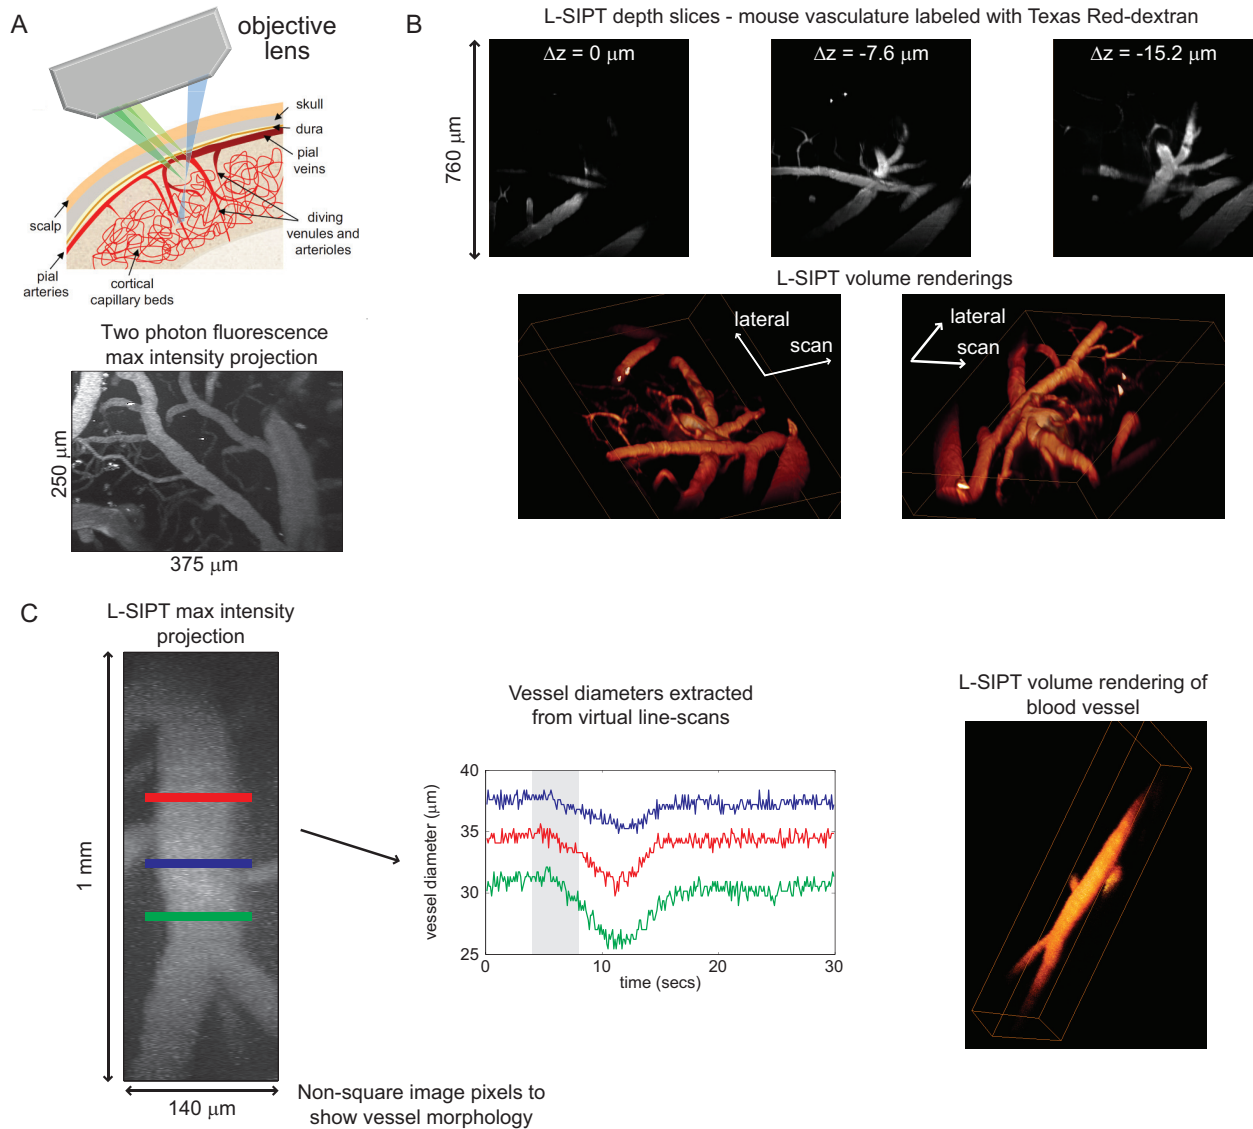 A
objective
lens
skull
dura
pial
veins
scalp
diving
venules and
arterioles
pial
arteries
cortical
capillary beds
Two photon fluorescence
max intensity projection
250 μm
375 μm
B
L-SIPT depth slices - mouse vasculature labeled with Texas Red-dextran
760 μm
Δz = 0 μm
Δz = -7.6 μm
Δz = -15.2 μm
L-SIPT volume renderings
lateral
scan
lateral
scan
C
L-SIPT max intensity
projection
1 mm
140 μm
Non-square image pixels to
show vessel morphology
Vessel diameters extracted
from virtual line-scans
vessel diameter (μm)
40
35
30
25
0
10
20
30
time (secs)
L-SIPT volume rendering of
blood vessel